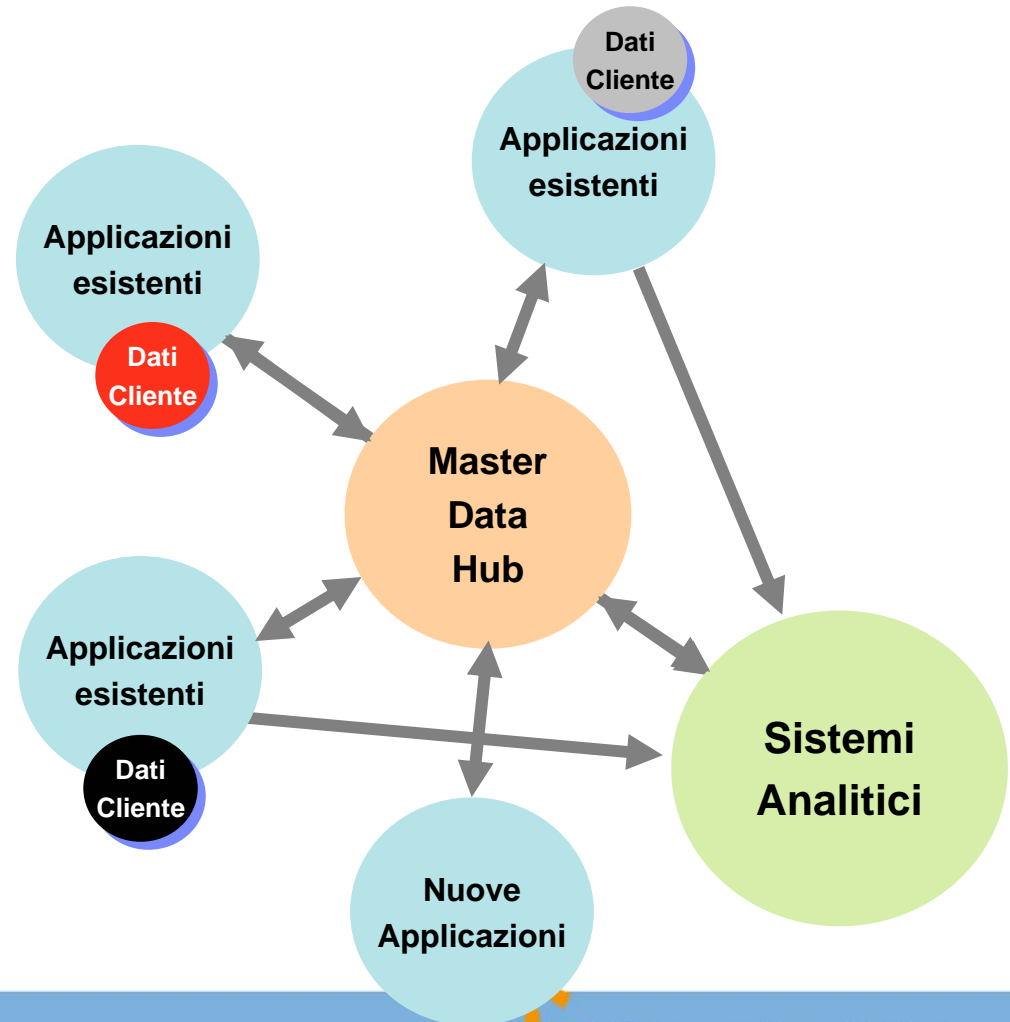 Dati
Cliente
Applicazioni
esistenti
Applicazioni
esistenti
Dati
Cliente
Master
Data
Hub
Applicazioni
esistenti
Dati
Cliente
Sistemi
Analitici
Nuove
Applicazioni